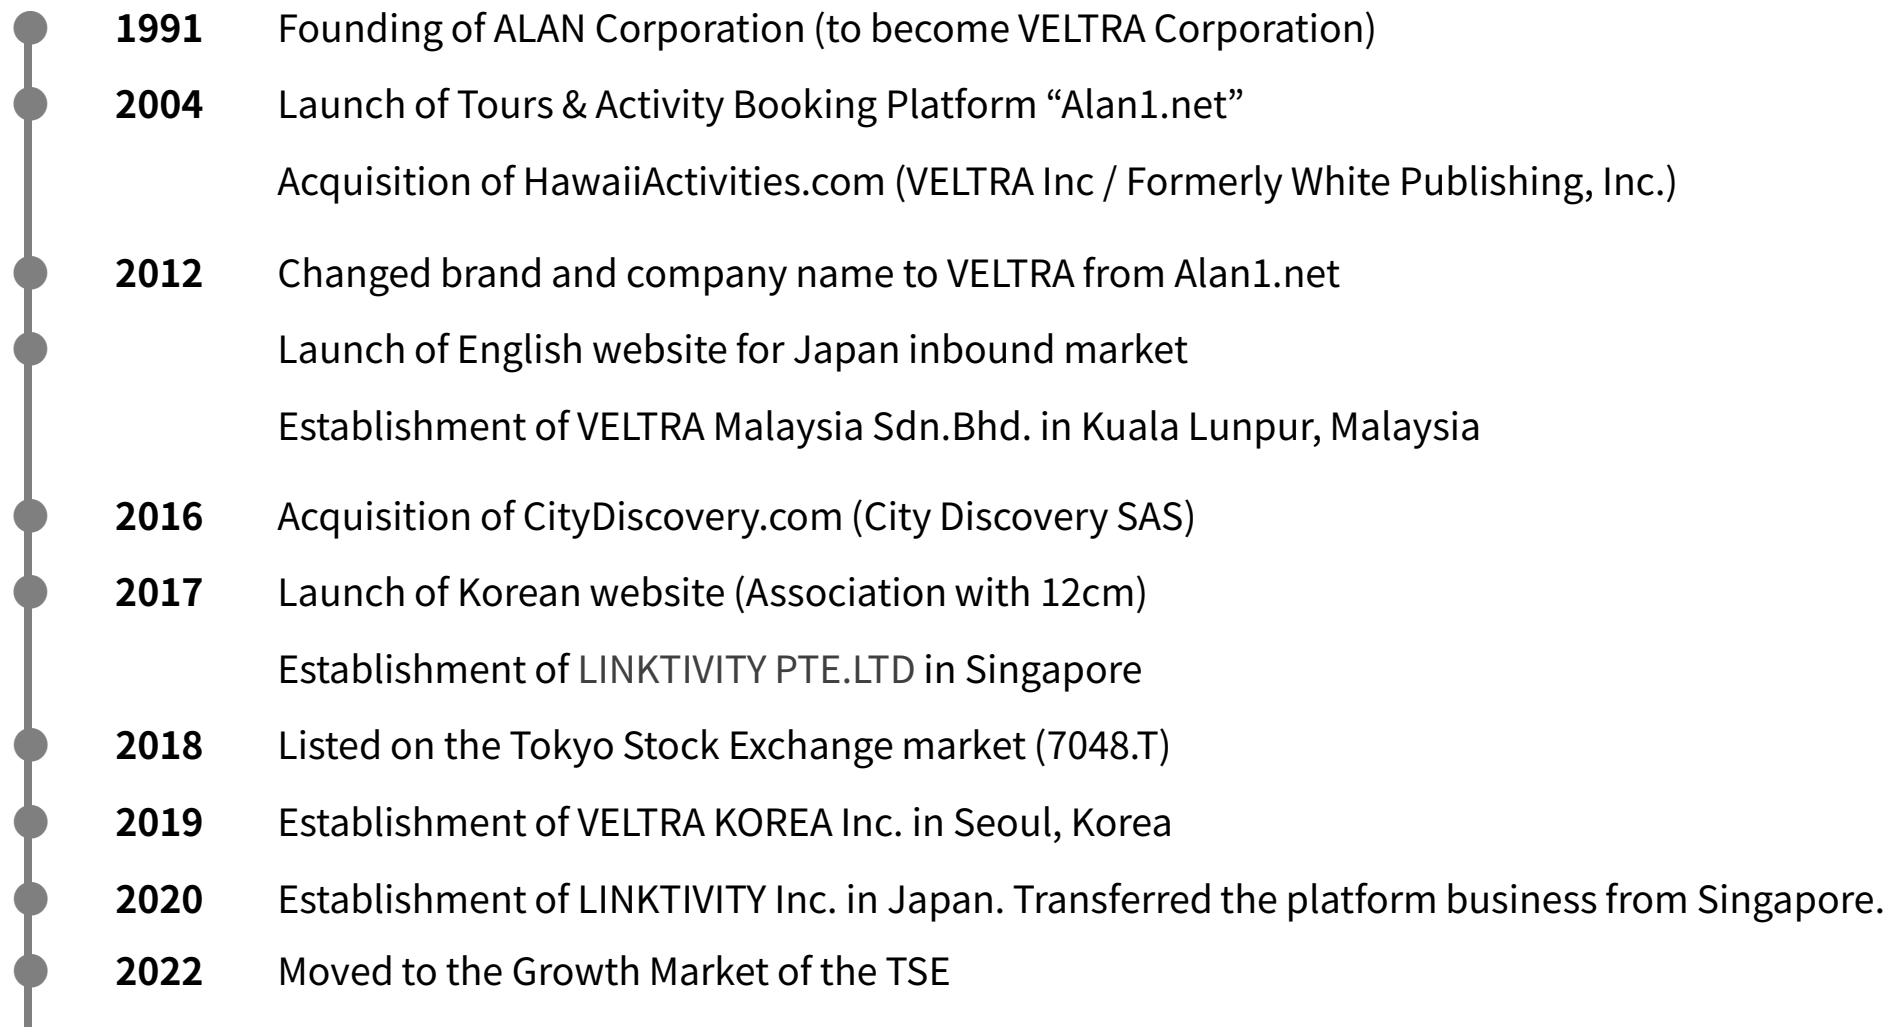 1991 Founding of ALAN Corporation (to become VELTRA Corporation)
2004 Launch of Tours & Activity Booking Platform “Alan1.net”
Acquisition of HawaiiActivities.com (VELTRA Inc / Formerly White Publishing, Inc.)
2012 Changed brand and company name to VELTRA from Alan1.net
Launch of English website for Japan inbound market
Establishment of VELTRA Malaysia Sdn.Bhd. in Kuala Lunpur, Malaysia
2016 Acquisition of CityDiscovery.com (City Discovery SAS)
2017 Launch of Korean website (Association with 12cm)
Establishment of LINKTIVITY PTE.LTD in Singapore
2018 Listed on the Tokyo Stock Exchange market (7048.T)
2019 Establishment of VELTRA KOREA Inc. in Seoul, Korea
2020 Establishment of LINKTIVITY Inc. in Japan. Transferred the platform business from Singapore.
2022 Moved to the Growth Market of the TSE